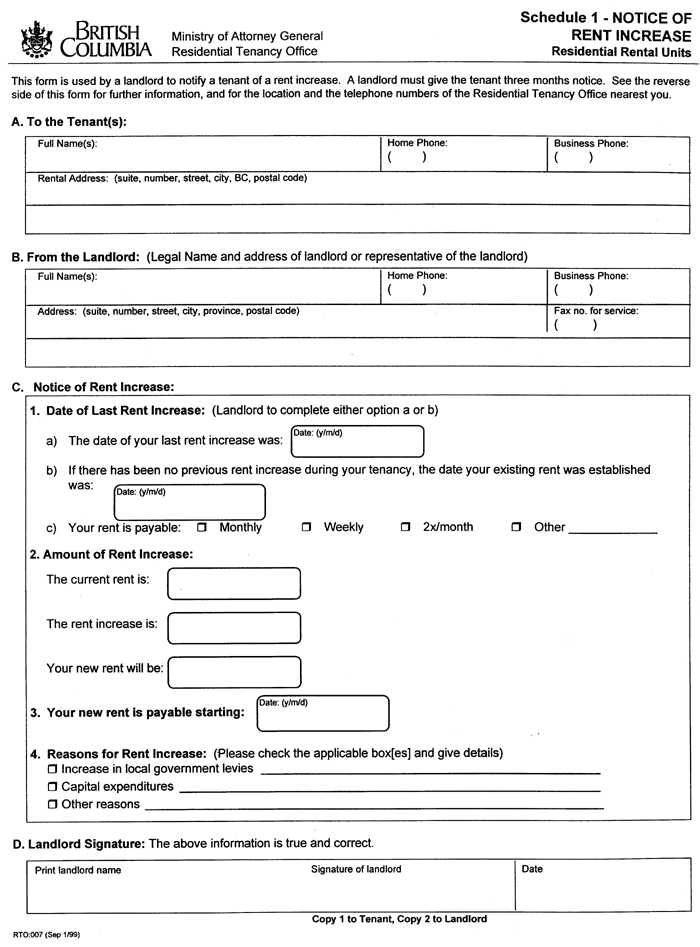 BRITISH
COLUMBIA
Ministry of Attorney General
Residential Tenancy Office
Schedule 1 - NOTICE OF
RENT INCREASE
Residential Rental Units
This form is used by a landlord to notify a tenant of a rent increase. A landlord must give the tenant three months notice. See the reverse
side of this form for further information, and for the location and the telephone numbers of the Residential Tenancy Office nearest you.
A. To the Tenant(s):
Full Name(s): Home Phone: Business Phone:
( ) ( )
Rental Address: (suite, number, street, city, BC, postal code)
B. From the Landlord: (Legal Name and address of landlord or representative of the landlord)
Full Name(s): Home Phone: Business Phone:
( ) ( )
Address: (suite, number, street, city, province, postal code) Fax no. for service:
( )
C. Notice of Rent Increase:
1. Date of Last Rent Increase: (Landlord to complete either option a or b)
a) The date of your last rent increase was: Date: (y/m/d)
b) If there has been no previous rent increase during your tenancy, the date your existing rent was established
was: Date: (y/m/d)
c) Your rent is payable: ☐ Monthly ☐ Weekly ☐ 2x/month ☐ Other ____________
2. Amount of Rent Increase:
The current rent is:
The rent increase is:
Your new rent will be:
3. Your new rent is payable starting: Date: (y/m/d)
4. Reasons for Rent Increase: (Please check the applicable box[es] and give details)
☐ Increase in local government levies ____________
☐ Capital expenditures ____________
☐ Other reasons ____________
D. Landlord Signature: The above information is true and correct.
Print landlord name Signature of landlord Date
Copy 1 to Tenant, Copy 2 to Landlord
RTO:007 (Sep 1/99)